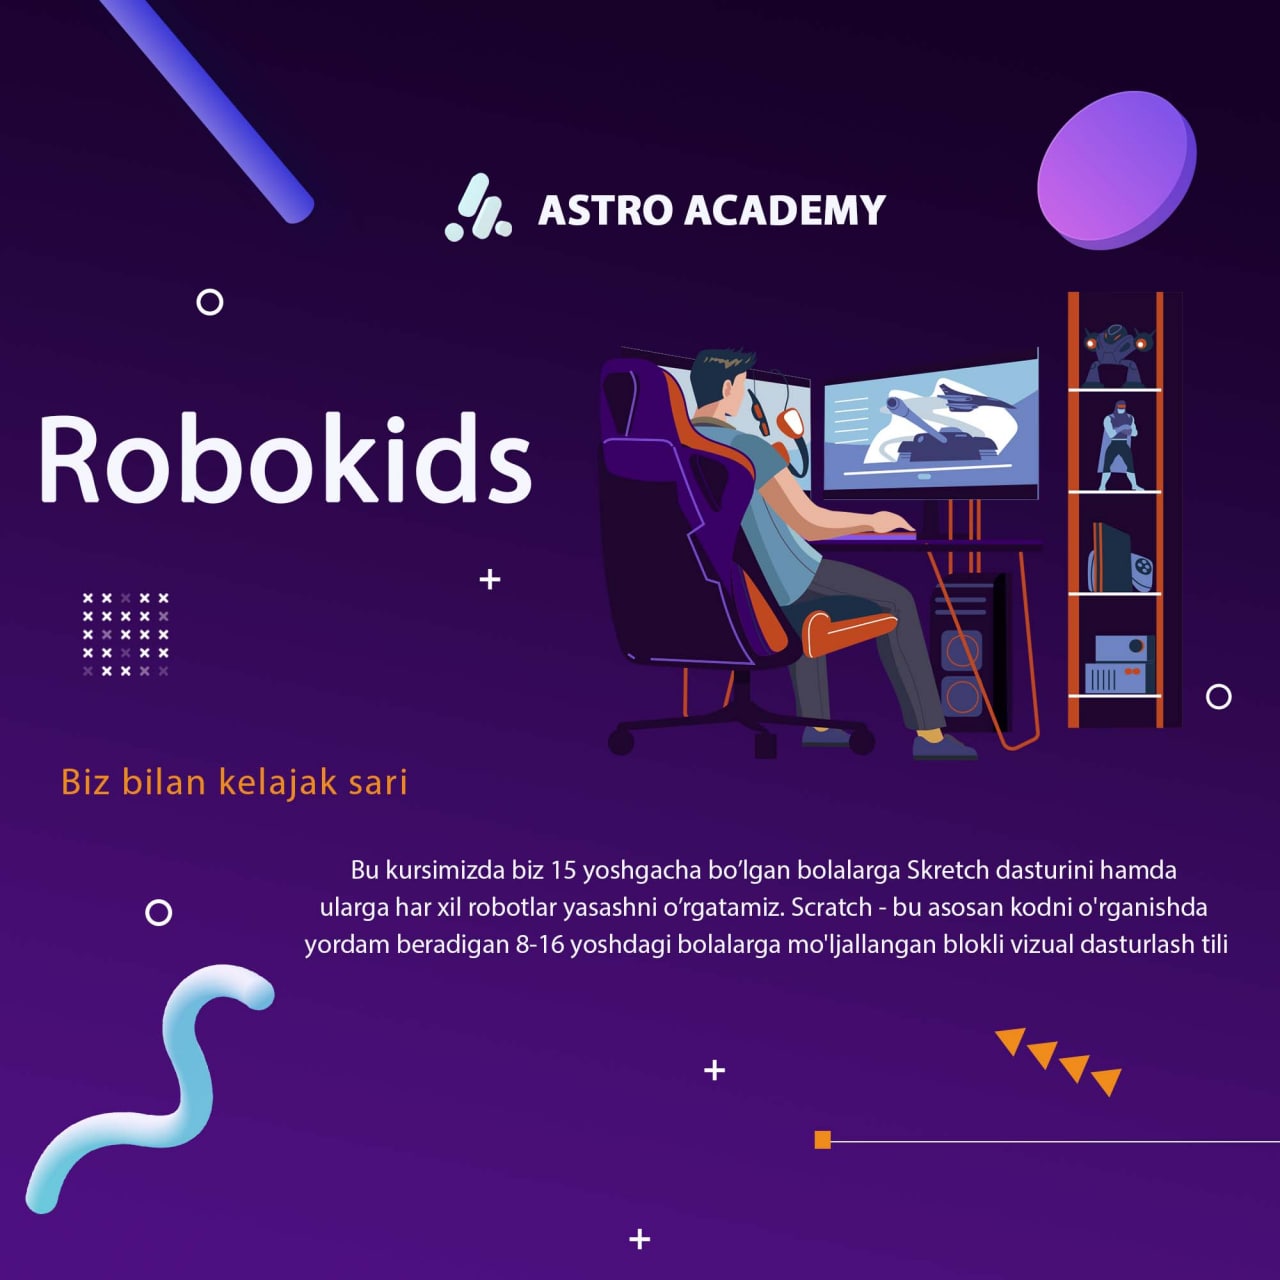 ASTRO ACADEMY
Robokids
Biz bilan kelajak sari
Bu kursimizda biz 15 yoshgacha bo’lgan bolalarga Skretch dasturini hamda
ularga har xil robotlar yasashni o’rgatamiz. Scratch - bu asosan kodni o'rganishda
yordam beradigan 8-16 yoshdagi bolalarga mo'ljallangan blokli vizual dasturlash tili